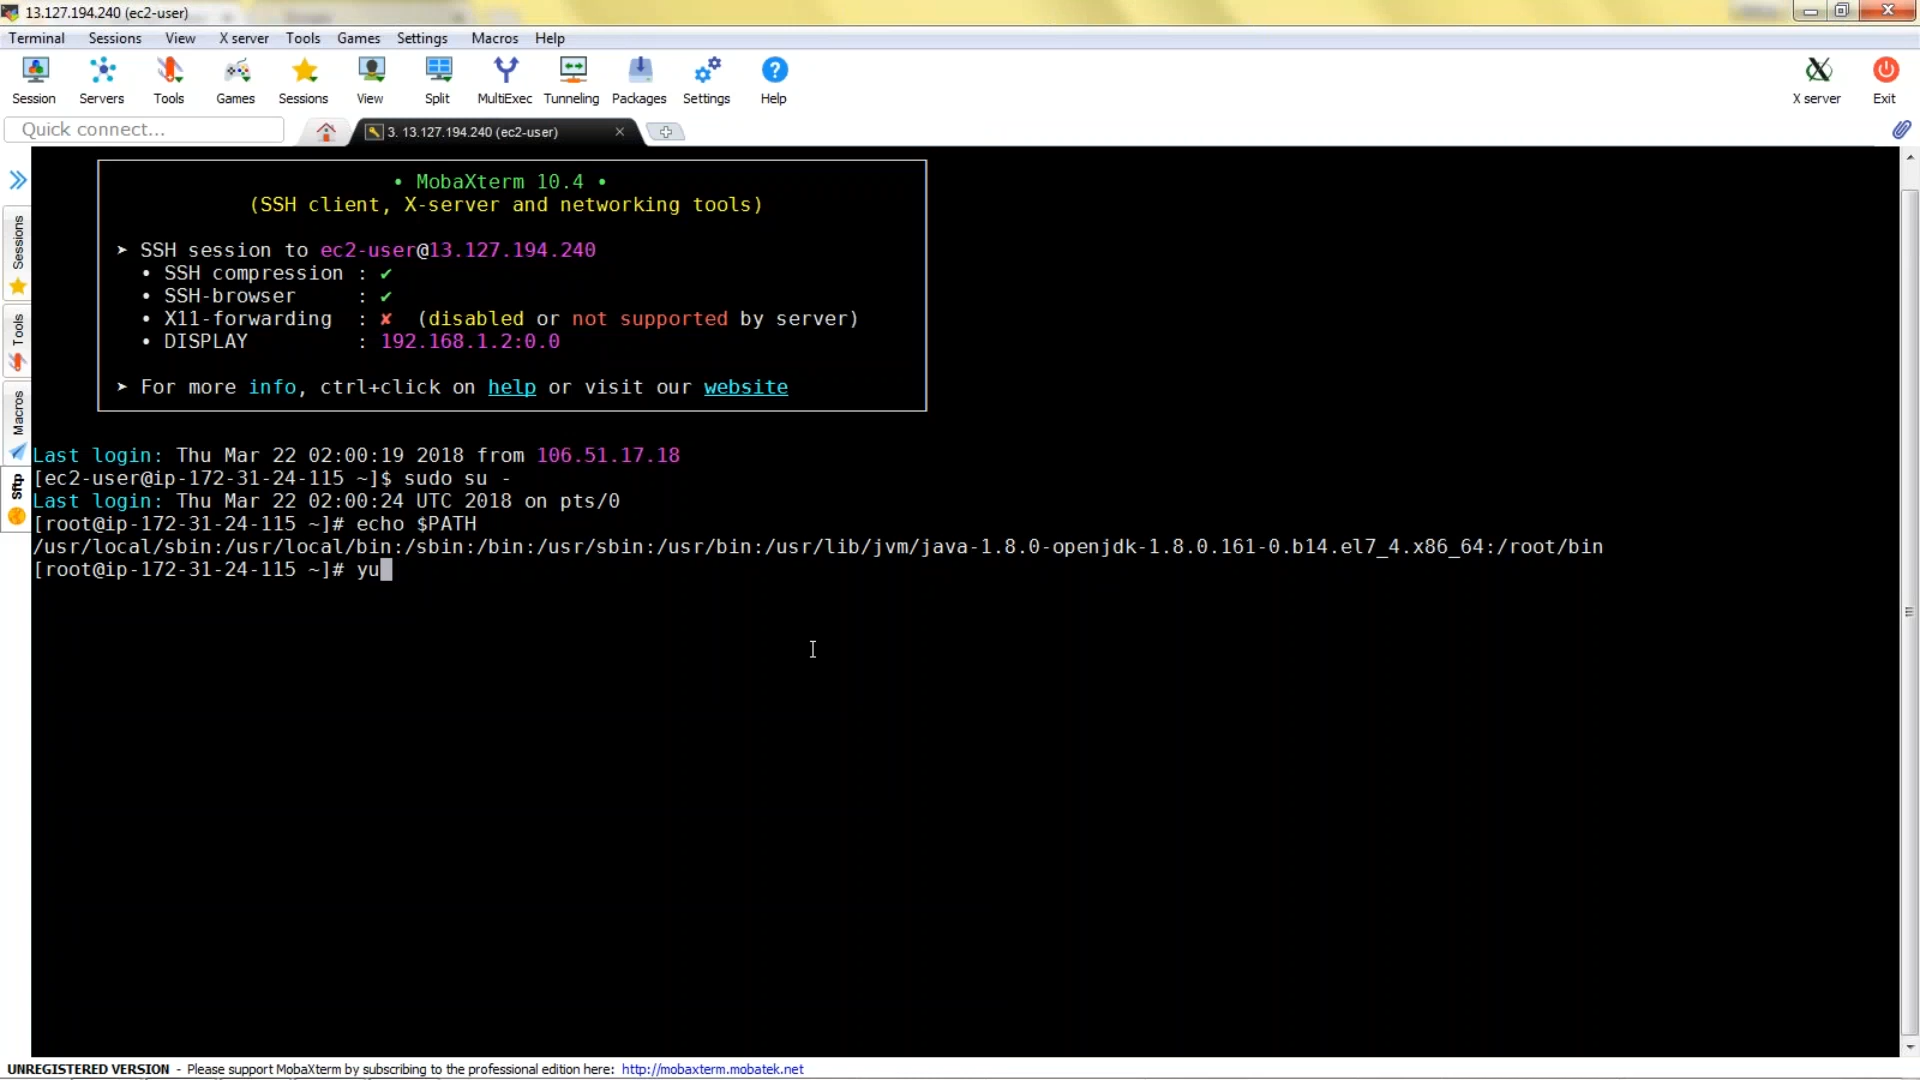 13.127.194.240 (ec2-user)
Terminal Sessions View X server Tools Games Settings Macros Help
Session Servers Tools Games Sessions View Split MultiExec Tunneling Packages Settings Help X server Exit
Quick connect...
3. 13.127.194.240 (ec2-user)
Sessions
Tools
Macros
Sftp
• MobaXterm 10.4 •
(SSH client, X-server and networking tools)
➤ SSH session to ec2-user@13.127.194.240
• SSH compression : ✔
• SSH-browser : ✔
• X11-forwarding : ✘ (disabled or not supported by server)
• DISPLAY : 192.168.1.2:0.0
➤ For more info, ctrl+click on help or visit our website
Last login: Thu Mar 22 02:00:19 2018 from 106.51.17.18
[ec2-user@ip-172-31-24-115 ~]$ sudo su -
Last login: Thu Mar 22 02:00:24 UTC 2018 on pts/0
[root@ip-172-31-24-115 ~]# echo $PATH
/usr/local/sbin:/usr/local/bin:/sbin:/bin:/usr/sbin:/usr/bin:/usr/lib/jvm/java-1.8.0-openjdk-1.8.0.161-0.b14.el7_4.x86_64:/root/bin
[root@ip-172-31-24-115 ~]# yu
UNREGISTERED VERSION - Please support MobaXterm by subscribing to the professional edition here: http://mobaxterm.mobatek.net